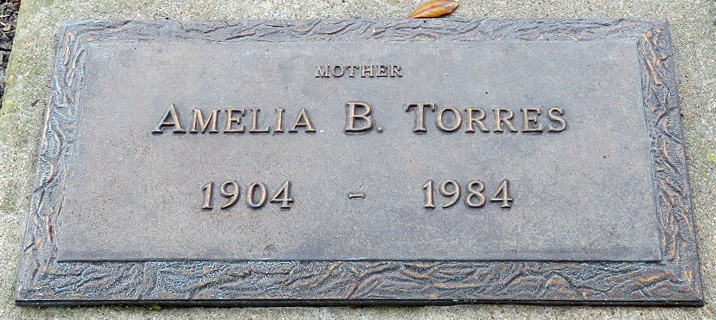 MOTHER
AMELIA B. TORRES
1904 - 1984